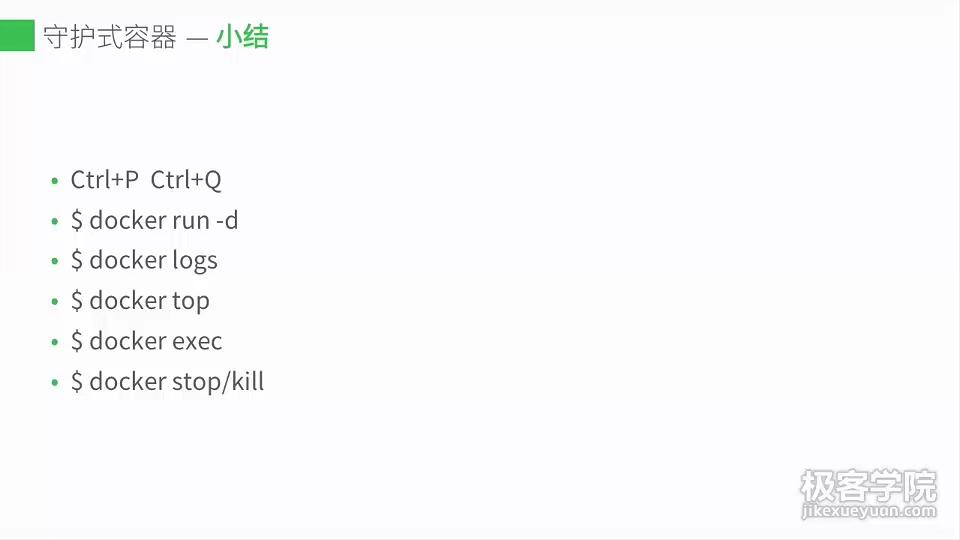 守护式容器 — 小结
• Ctrl+P Ctrl+Q
• $ docker run -d
• $ docker logs
• $ docker top
• $ docker exec
• $ docker stop/kill
极客学院
jikexueyuan.com